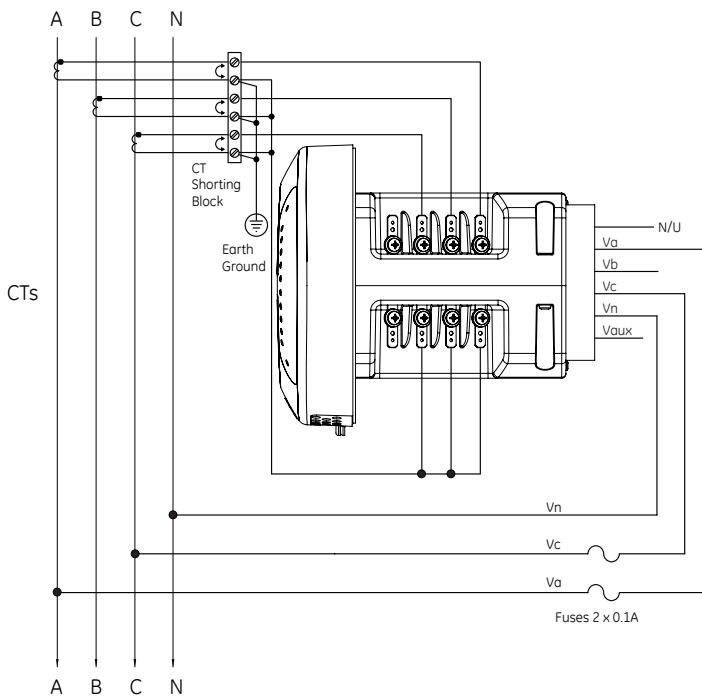 A B C N
CT
Shorting
Block
Earth
Ground
CTs
N/U
Va
Vb
Vc
Vn
Vaux
Vn
Vc
Va
Fuses 2 x 0.1A
A B C N